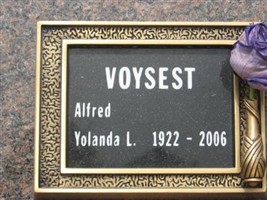 VOYSEST
Alfred
Yolanda L. 1922 - 2006